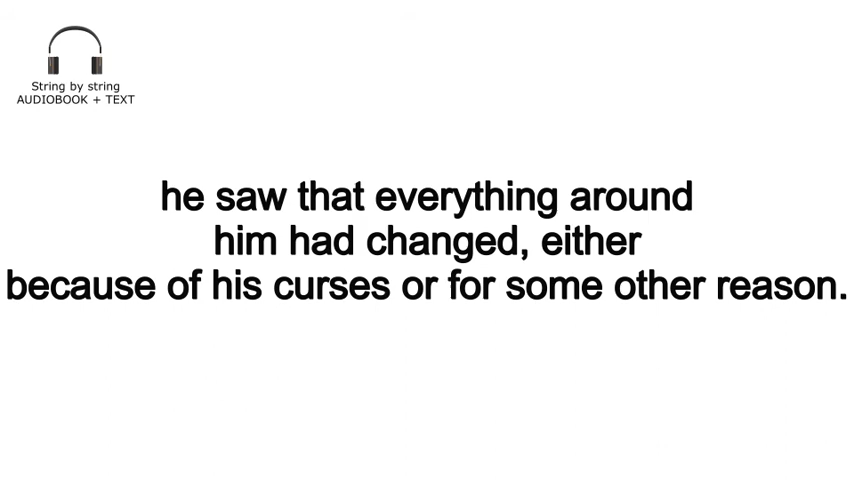 String by string
AUDIOBOOK + TEXT
he saw that everything around
him had changed, either
because of his curses or for some other reason.